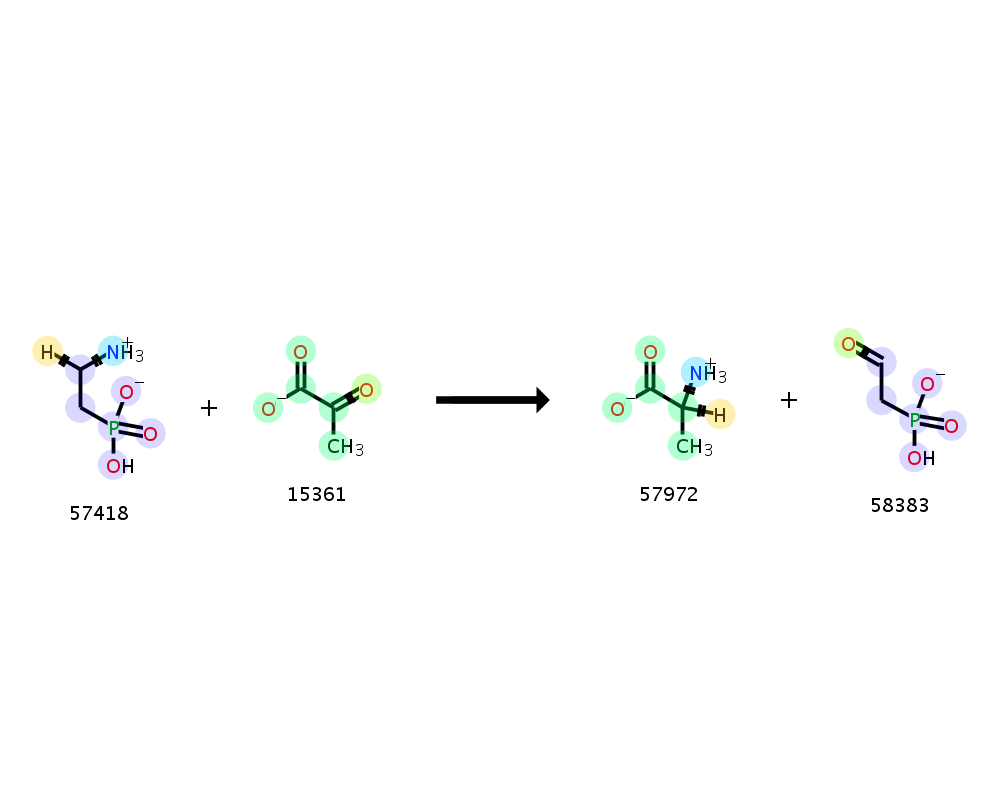 H NH3+
O−
P O
OH
57418
+
O
O− O
CH3
15361
O
NH3+
O− H
CH3
57972
+
O
O−
P O
OH
58383